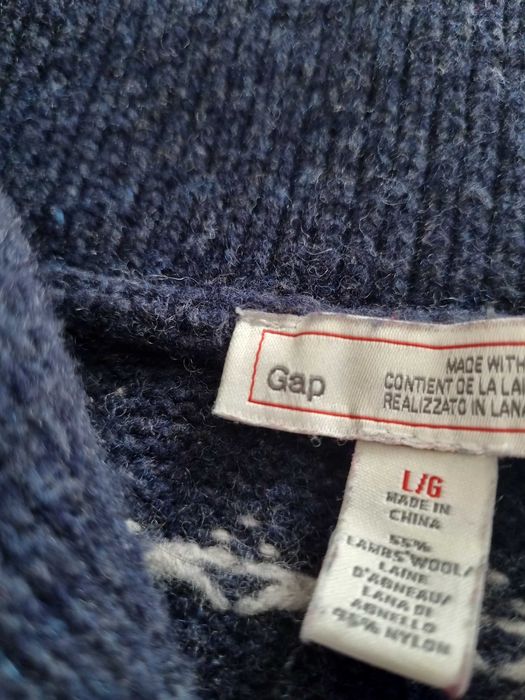 Gap
MADE WITH
CONTIENT DE LA LA
REALIZZATO IN LANA
L/G
MADE IN
CHINA
55%
LAMBS'WOOL/
LAINE
D'AGNEAU/
LANA DE
AGNELLO
45% NYLON